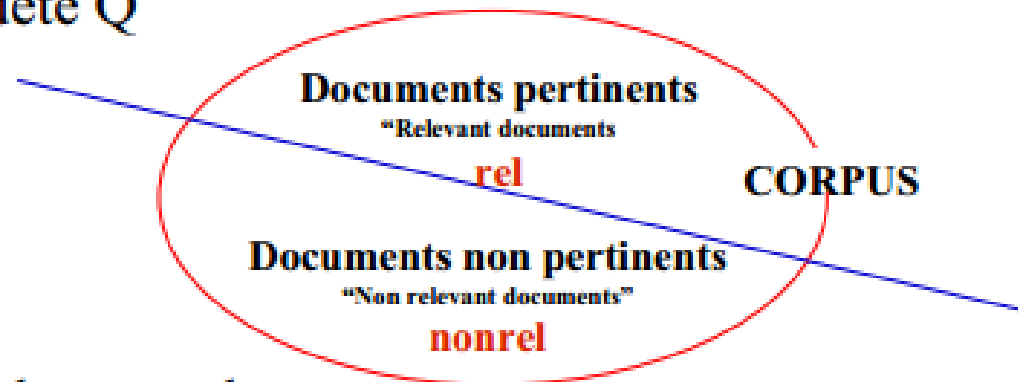 Q
Documents pertinents
“Relevant documents
rel
CORPUS
Documents non pertinents
“Non relevant documents”
nonrel